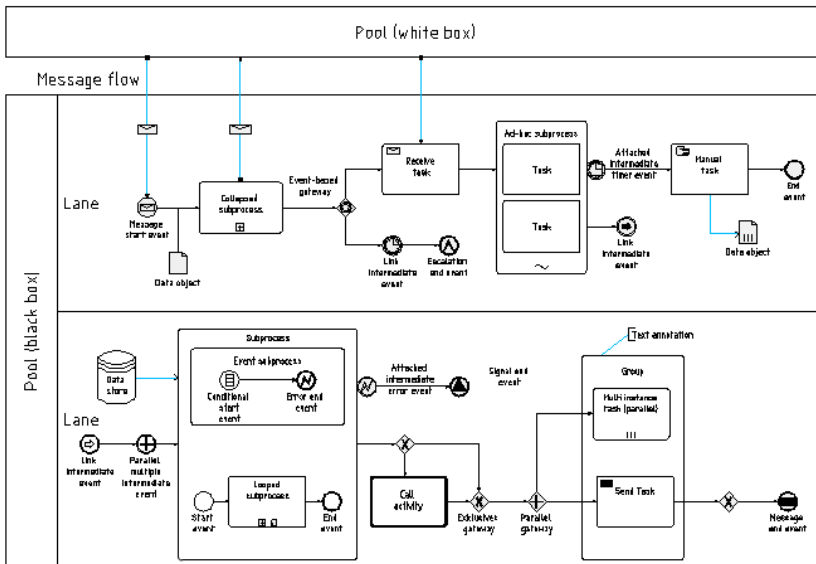 Pool (white box)
Message flow
Pool (black box)
Lane
Message
start event
Data object
Collapsed
subprocess
Event-based
gateway
Receive
task
Link
intermediate
event
Escalation
end event
Ad-hoc subprocess
Task
Task
Attached
intermediate
timer event
Link
intermediate
event
Manual
task
End
event
Data object
Lane
Data
store
Link
intermediate
event
Parallel
multiple
intermediate
event
Subprocess
Event subprocess
Conditional
start
event
Error end
event
Start
event
Looped
subprocess
End
event
Attached
intermediate
error event
Signal end
event
Call
activity
Exklusives
gateway
Parallel
gateway
Text annotation
Group
Multi instance
task (parallel)
Send Task
Message
end event